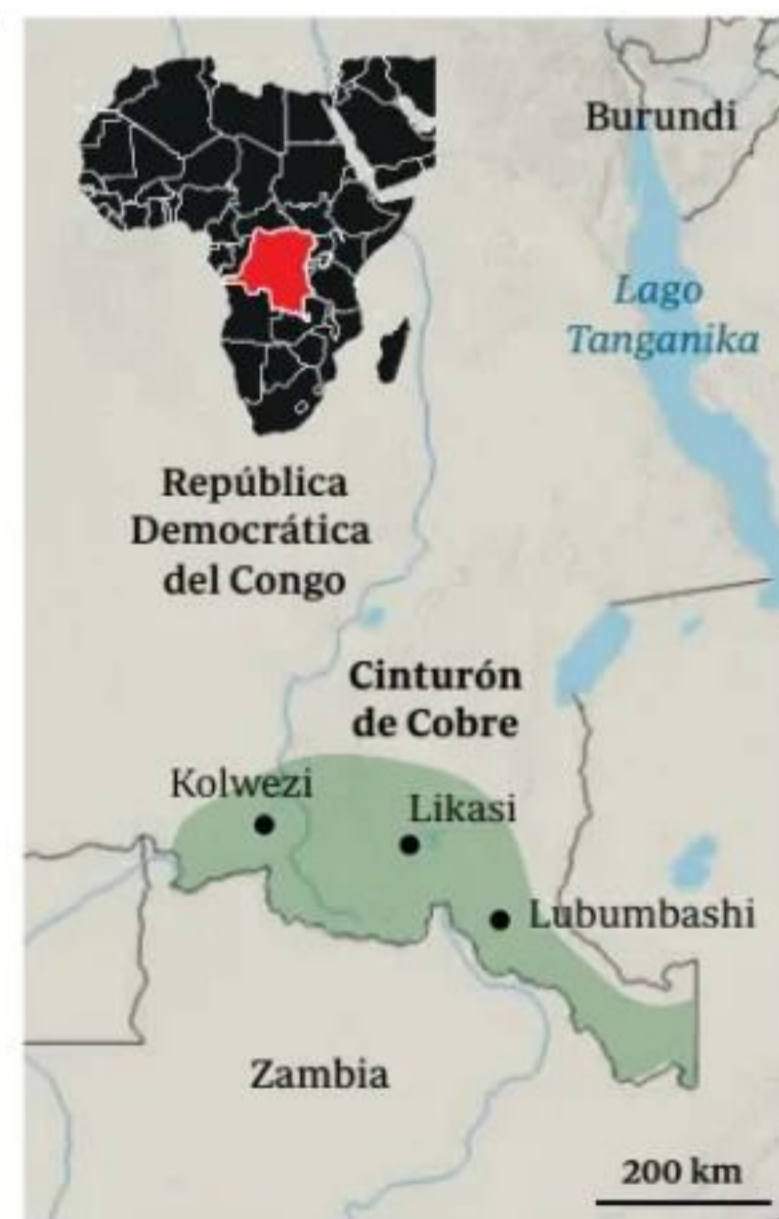 Burundi
Lago
Tanganika
República
Democrática
del Congo
Cinturón
de Cobre
Kolwezi
Likasi
Lubumbashi
Zambia
200 km